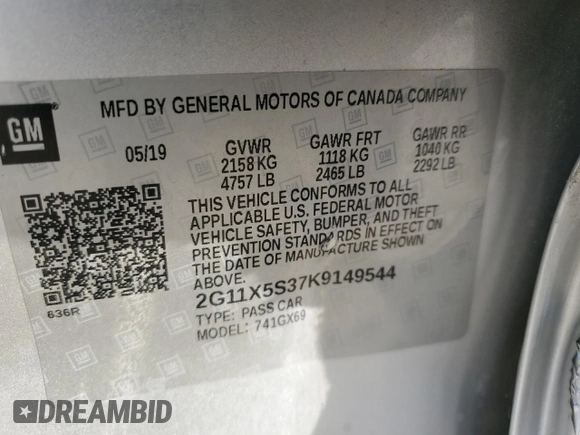 GM
MFD BY GENERAL MOTORS OF CANADA COMPANY
05/19
GVWR
2158 KG
4757 LB
GAWR FRT
1118 KG
2465 LB
GAWR RR
1040 KG
2292 LB
THIS VEHICLE CONFORMS TO ALL
APPLICABLE U.S. FEDERAL MOTOR
VEHICLE SAFETY, BUMPER, AND THEFT
PREVENTION STANDARDS IN EFFECT ON
THE DATE OF MANUFACTURE SHOWN
ABOVE.
2G11X5S37K9149544
TYPE: PASS CAR
MODEL: 741GX69
636R
DREAMBID